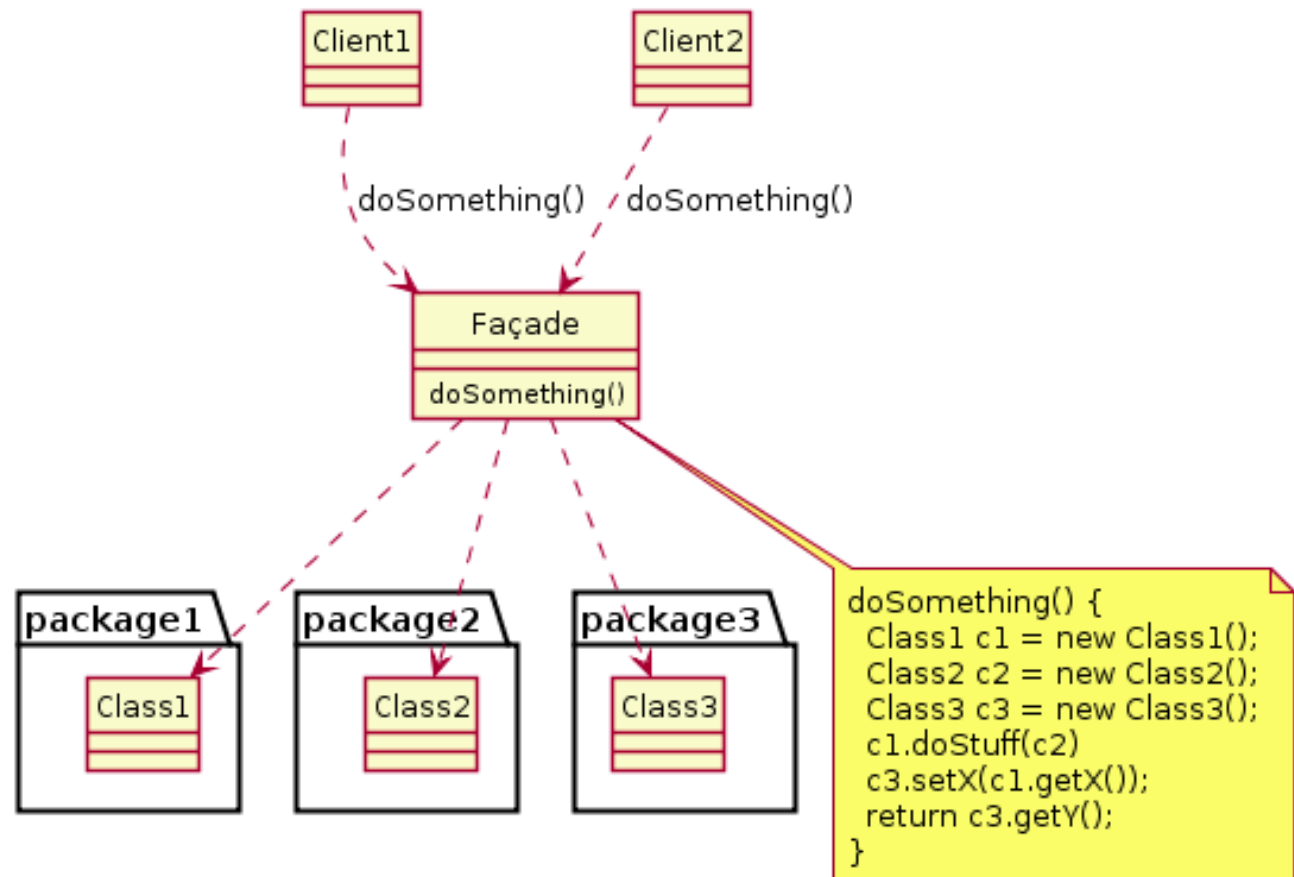 Client1
Client2
doSomething()
doSomething()
Façade
doSomething()
package1
package2
package3
Class1
Class2
Class3
doSomething() {
Class1 c1 = new Class1();
Class2 c2 = new Class2();
Class3 c3 = new Class3();
c1.doStuff(c2)
c3.setX(c1.getX());
return c3.getY();
}